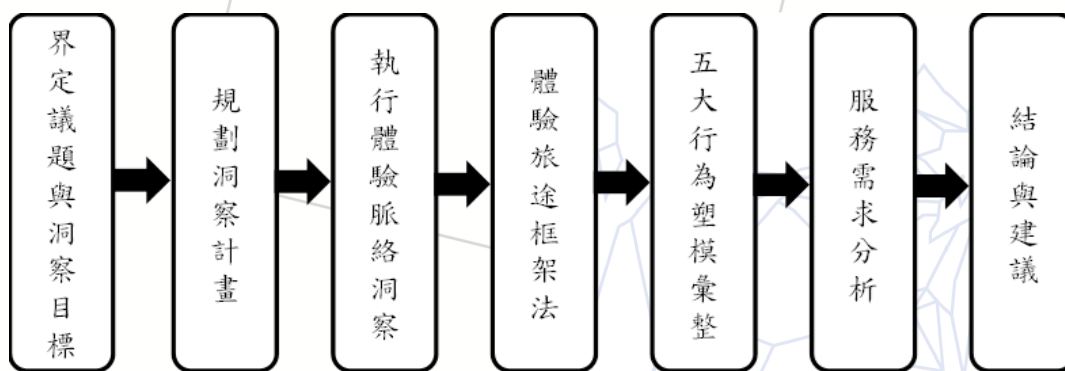 界定議題與洞察目標
規劃洞察計畫
執行體驗脈絡洞察
體驗旅途框架法
五大行為塑模彙整
服務需求分析
結論與建議